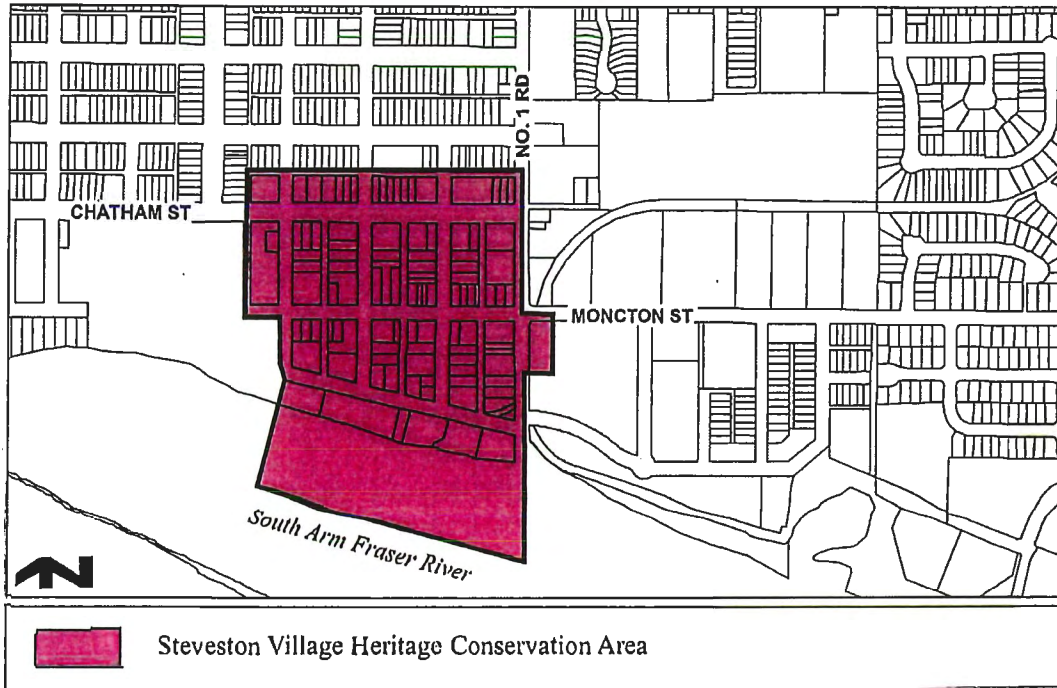 NO. 1 RD
CHATHAM ST
MONCTON ST
South Arm Fraser River
Steveston Village Heritage Conservation Area